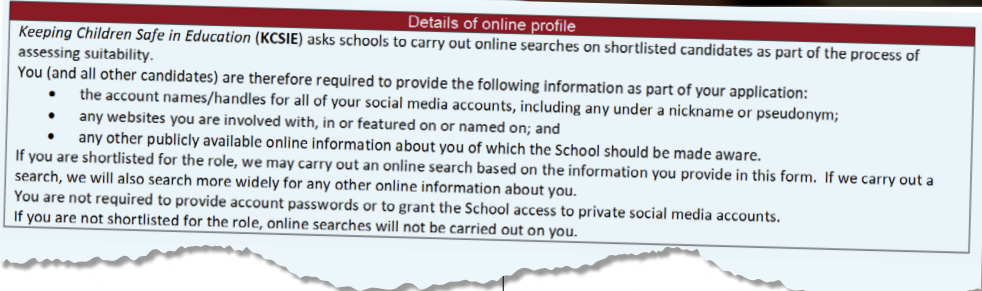 Details of online profile
Keeping Children Safe in Education (KCSIE) asks schools to carry out online searches on shortlisted candidates as part of the process of
assessing suitability.
You (and all other candidates) are therefore required to provide the following information as part of your application:
• the account names/handles for all of your social media accounts, including any under a nickname or pseudonym;
• any websites you are involved with, in or featured on or named on; and
• any other publicly available online information about you of which the School should be made aware.
If you are shortlisted for the role, we may carry out an online search based on the information you provide in this form. If we carry out a
search, we will also search more widely for any other online information about you.
You are not required to provide account passwords or to grant the School access to private social media accounts.
If you are not shortlisted for the role, online searches will not be carried out on you.